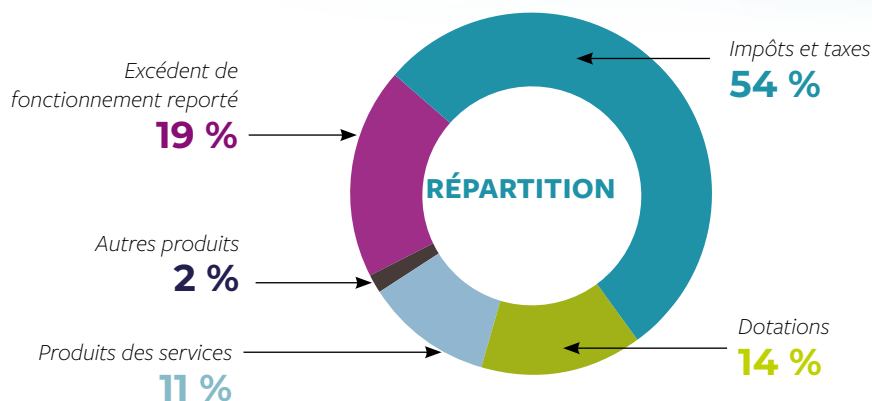 Impôts et taxes
54 %
Excédent de
fonctionnement reporté
19 %
RÉPARTITION
Autres produits
2 %
Dotations
14 %
Produits des services
11 %